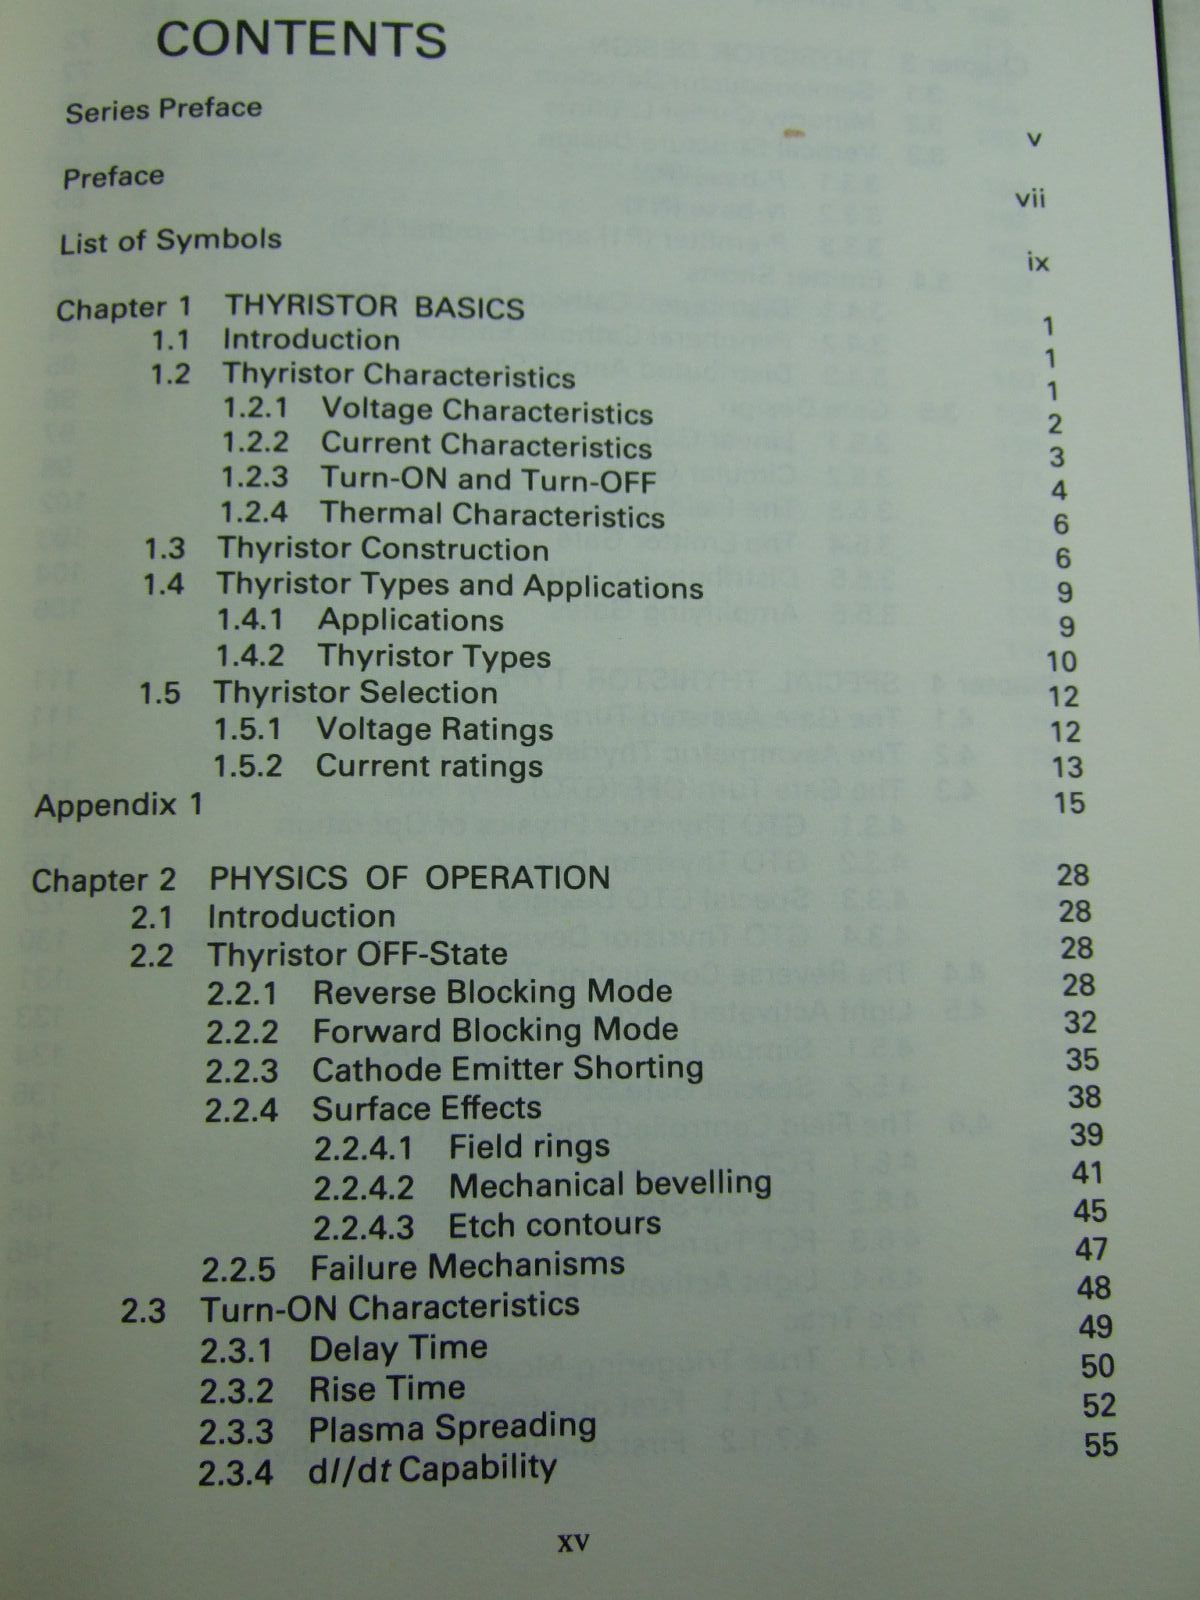 CONTENTS
Series Preface v
Preface vii
List of Symbols ix
Chapter 1 THYRISTOR BASICS 1
1.1 Introduction 1
1.2 Thyristor Characteristics 1
1.2.1 Voltage Characteristics 2
1.2.2 Current Characteristics 3
1.2.3 Turn-ON and Turn-OFF 4
1.2.4 Thermal Characteristics 6
1.3 Thyristor Construction 6
1.4 Thyristor Types and Applications 9
1.4.1 Applications 9
1.4.2 Thyristor Types 10
1.5 Thyristor Selection 12
1.5.1 Voltage Ratings 12
1.5.2 Current ratings 13
Appendix 1 15
Chapter 2 PHYSICS OF OPERATION 28
2.1 Introduction 28
2.2 Thyristor OFF-State 28
2.2.1 Reverse Blocking Mode 28
2.2.2 Forward Blocking Mode 32
2.2.3 Cathode Emitter Shorting 35
2.2.4 Surface Effects 38
2.2.4.1 Field rings 39
2.2.4.2 Mechanical bevelling 41
2.2.4.3 Etch contours 45
2.2.5 Failure Mechanisms 47
2.3 Turn-ON Characteristics 48
2.3.1 Delay Time 49
2.3.2 Rise Time 50
2.3.3 Plasma Spreading 52
2.3.4 dI/dt Capability 55
xv